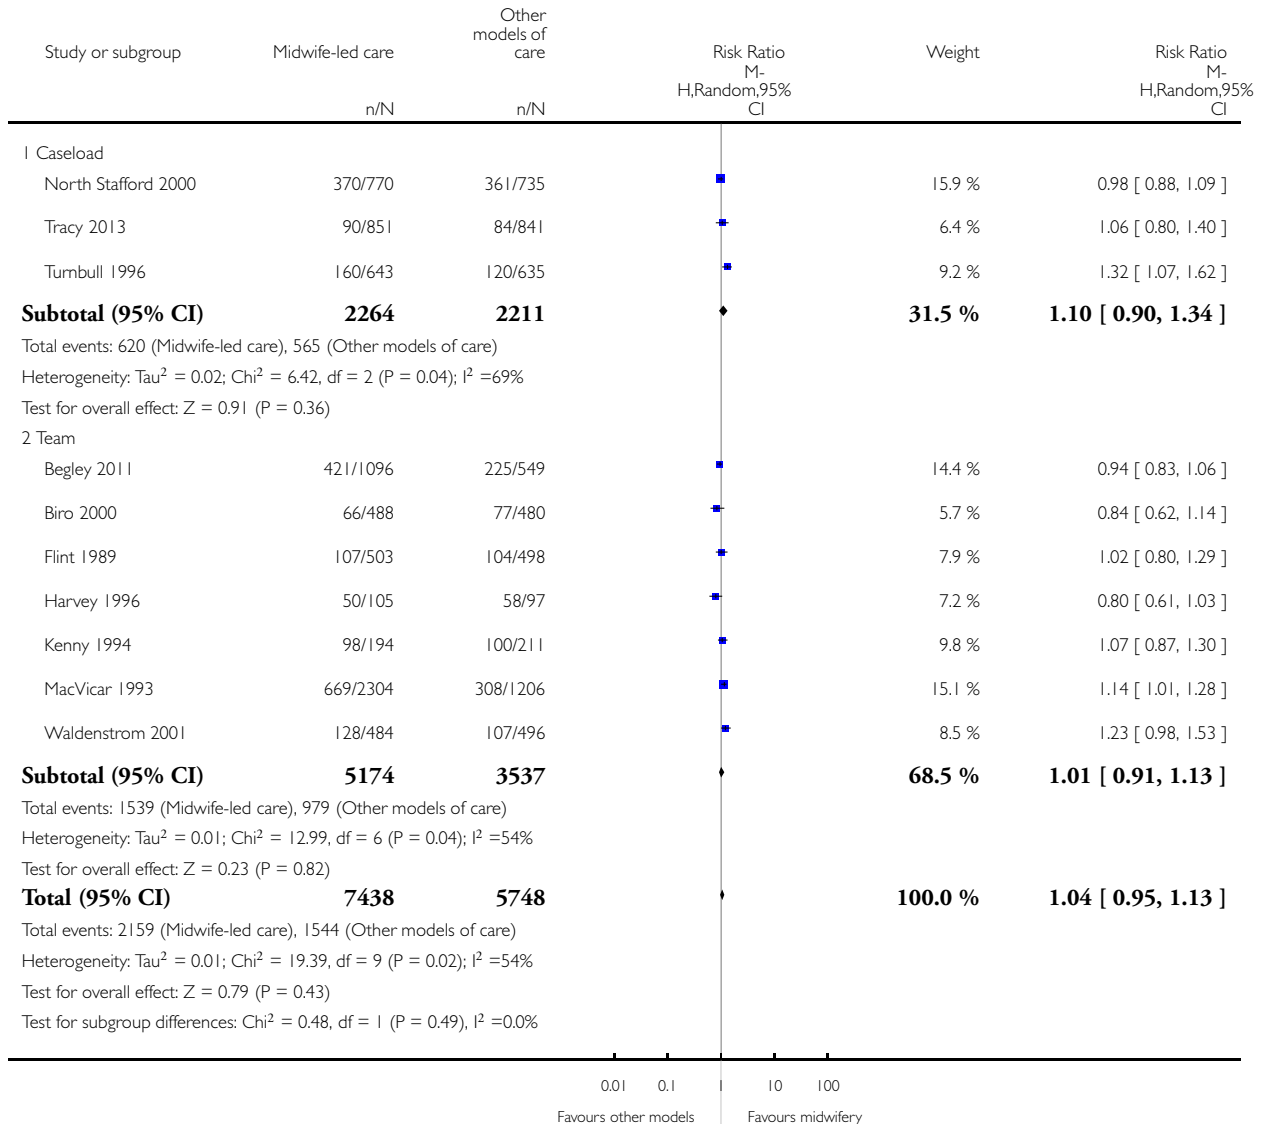 Study or subgroup Midwife-led care Other models of care Risk Ratio Weight Risk Ratio
n/N n/N M-H,Random,95% CI M-H,Random,95% CI
1 Caseload
North Stafford 2000 370/770 361/735 15.9 % 0.98 [ 0.88, 1.09 ]
Tracy 2013 90/851 84/841 6.4 % 1.06 [ 0.80, 1.40 ]
Turnbull 1996 160/643 120/635 9.2 % 1.32 [ 1.07, 1.62 ]
Subtotal (95% CI) 2264 2211 31.5 % 1.10 [ 0.90, 1.34 ]
Total events: 620 (Midwife-led care), 565 (Other models of care)
Heterogeneity: Tau² = 0.02; Chi² = 6.42, df = 2 (P = 0.04); I² =69%
Test for overall effect: Z = 0.91 (P = 0.36)
2 Team
Begley 2011 421/1096 225/549 14.4 % 0.94 [ 0.83, 1.06 ]
Biro 2000 66/488 77/480 5.7 % 0.84 [ 0.62, 1.14 ]
Flint 1989 107/503 104/498 7.9 % 1.02 [ 0.80, 1.29 ]
Harvey 1996 50/105 58/97 7.2 % 0.80 [ 0.61, 1.03 ]
Kenny 1994 98/194 100/211 9.8 % 1.07 [ 0.87, 1.30 ]
MacVicar 1993 669/2304 308/1206 15.1 % 1.14 [ 1.01, 1.28 ]
Waldenstrom 2001 128/484 107/496 8.5 % 1.23 [ 0.98, 1.53 ]
Subtotal (95% CI) 5174 3537 68.5 % 1.01 [ 0.91, 1.13 ]
Total events: 1539 (Midwife-led care), 979 (Other models of care)
Heterogeneity: Tau² = 0.01; Chi² = 12.99, df = 6 (P = 0.04); I² =54%
Test for overall effect: Z = 0.23 (P = 0.82)
Total (95% CI) 7438 5748 100.0 % 1.04 [ 0.95, 1.13 ]
Total events: 2159 (Midwife-led care), 1544 (Other models of care)
Heterogeneity: Tau² = 0.01; Chi² = 19.39, df = 9 (P = 0.02); I² =54%
Test for overall effect: Z = 0.79 (P = 0.43)
Test for subgroup differences: Chi² = 0.48, df = 1 (P = 0.49), I² =0.0%
0.01 0.1 1 10 100
Favours other models Favours midwifery